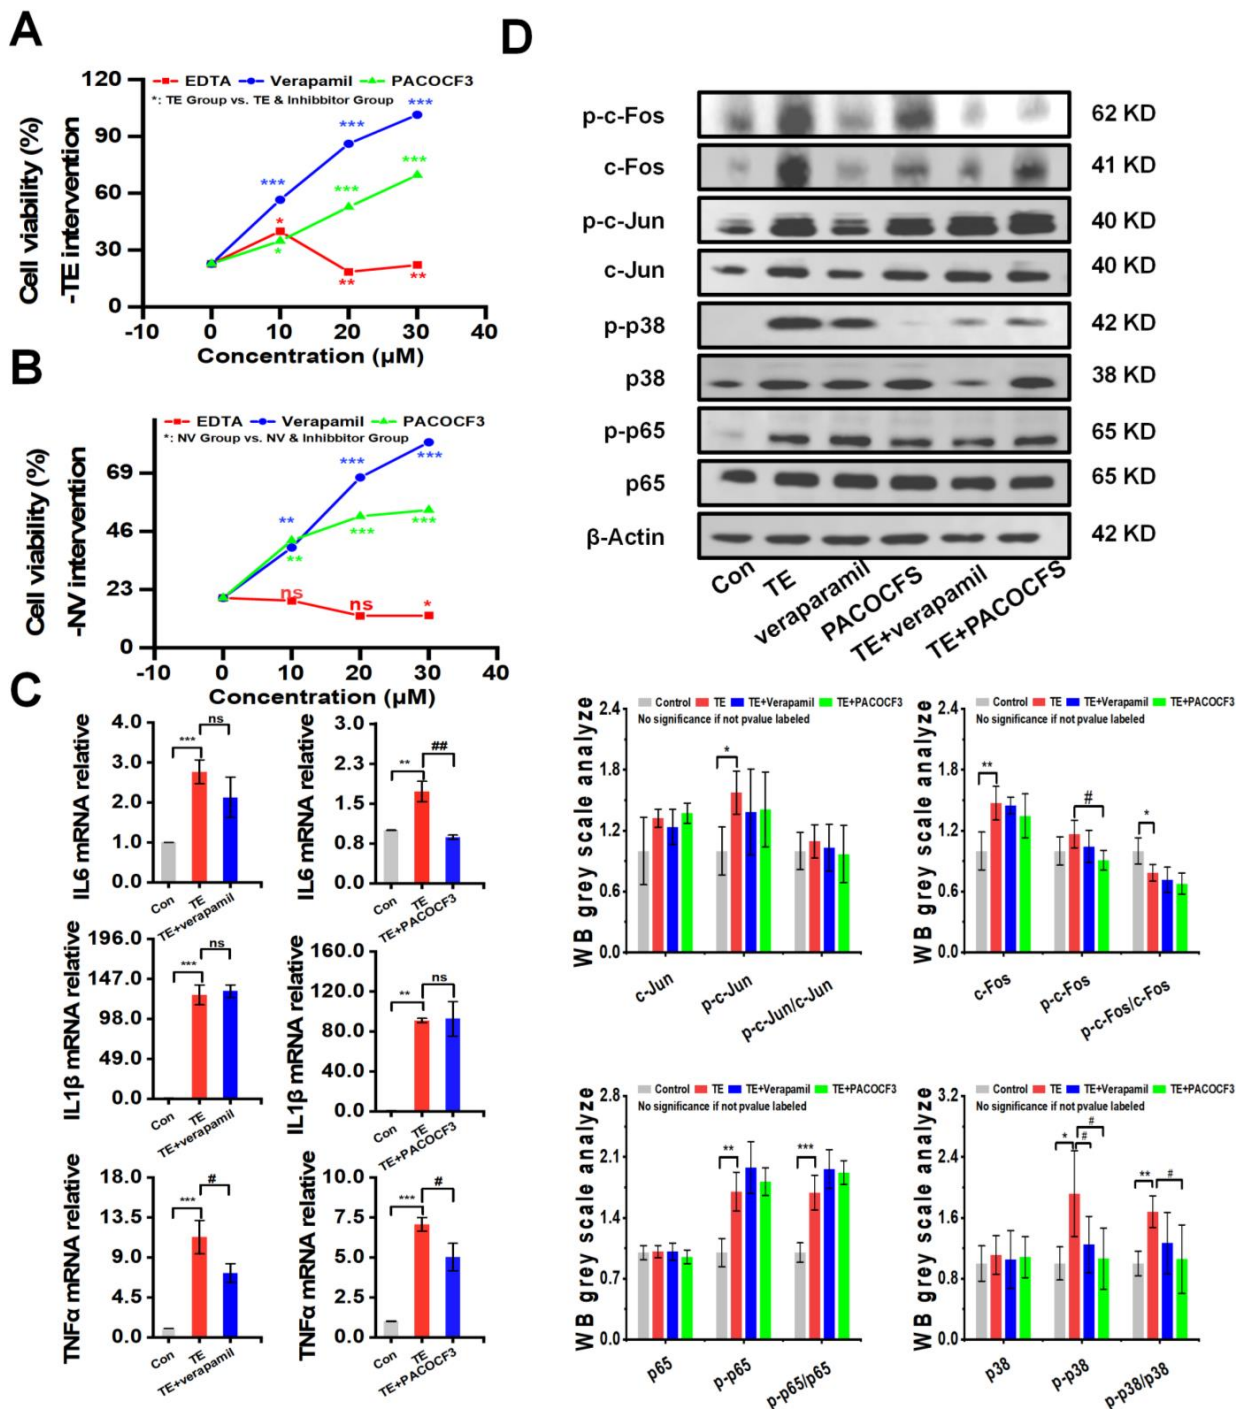 A
Cell viability (%)
-TE intervention
120
90
60
30
0
EDTA Verapamil PACOCF3
*: TE Group vs. TE & Inhibbitor Group
***
***
***
***
***
*
*
**
**
-10 0 10 20 30 40
Concentration (µM)
B
Cell viability (%)
-NV intervention
69
46
23
0
EDTA Verapamil PACOCF3
*: NV Group vs. NV & Inhibbitor Group
***
***
**
***
***
**
ns
ns
*
-10 0 10 20 30 40
Concentration (µM)
C
IL6 mRNA relative
4.0
3.0
2.0
1.0
0.0
***
ns
Con
TE
TE+verapamil
IL6 mRNA relative
3.0
2.3
1.5
0.8
0.0
**
##
Con
TE
TE+PACOCF3
IL1β mRNA relative
196.0
147.0
98.0
49.0
0.0
***
ns
Con
TE
TE+verapamil
IL1β mRNA relative
160.0
120.0
80.0
40.0
0.0
**
ns
Con
TE
TE+PACOCF3
TNFα mRNA relative
18.0
13.5
9.0
4.5
0.0
***
#
Con
TE
TE+verapamil
TNFα mRNA relative
10.0
7.5
5.0
2.5
0.0
***
#
Con
TE
TE+PACOCF3
D
p-c-Fos 62 KD
c-Fos 41 KD
p-c-Jun 40 KD
c-Jun 40 KD
p-p38 42 KD
p38 38 KD
p-p65 65 KD
p65 65 KD
β-Actin 42 KD
Con
TE
veraparamil
PACOCFS
TE+verapamil
TE+PACOCFS
WB grey scale analyze
2.4
1.8
1.2
0.6
0.0
Control TE TE+Verapamil TE+PACOCF3
No significance if not pvalue labeled
*
c-Jun
p-c-Jun
p-c-Jun/c-Jun
WB grey scale analyze
2.4
1.8
1.2
0.6
0.0
Control TE TE+Verapamil TE+PACOCF3
No significance if not pvalue labeled
**
#
*
c-Fos
p-c-Fos
p-c-Fos/c-Fos
WB grey scale analyze
2.8
2.1
1.4
0.7
0.0
Control TE TE+Verapamil TE+PACOCF3
No significance if not pvalue labeled
**
***
p65
p-p65
p-p65/p65
WB grey scale analyze
3.2
2.4
1.6
0.8
0.0
Control TE TE+Verapamil TE+PACOCF3
No significance if not pvalue labeled
*
#
#
**
#
p38
p-p38
p-p38/p38